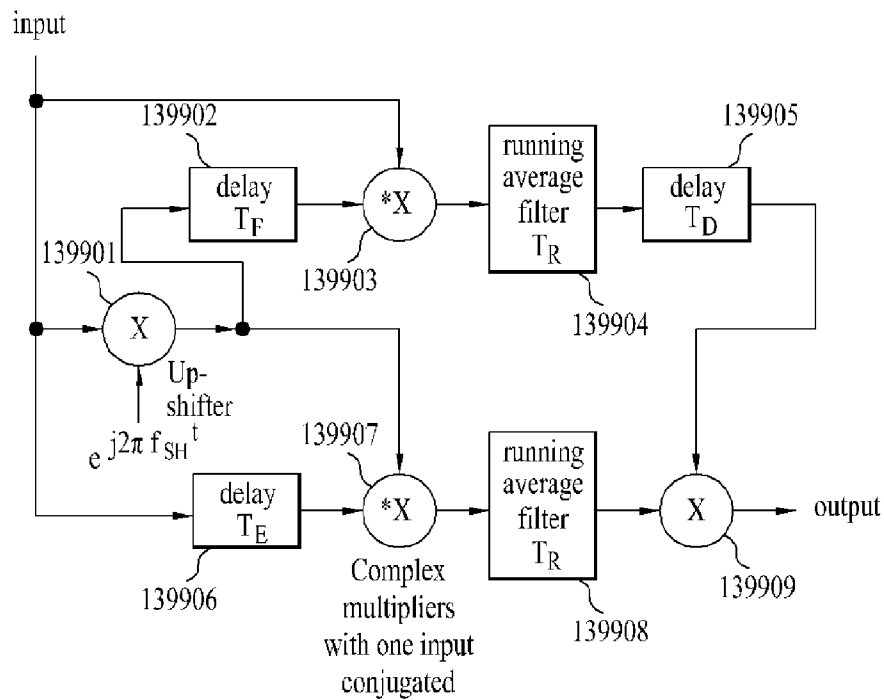 input
139902
delay
T_F
*X
139903
running
average
filter
T_R
139904
139905
delay
T_D
139901
X
Up-
shifter
e^j2π f_SH t
139907
139906
delay
T_E
*X
Complex
multipliers
with one input
conjugated
running
average
filter
T_R
139908
X
139909
output